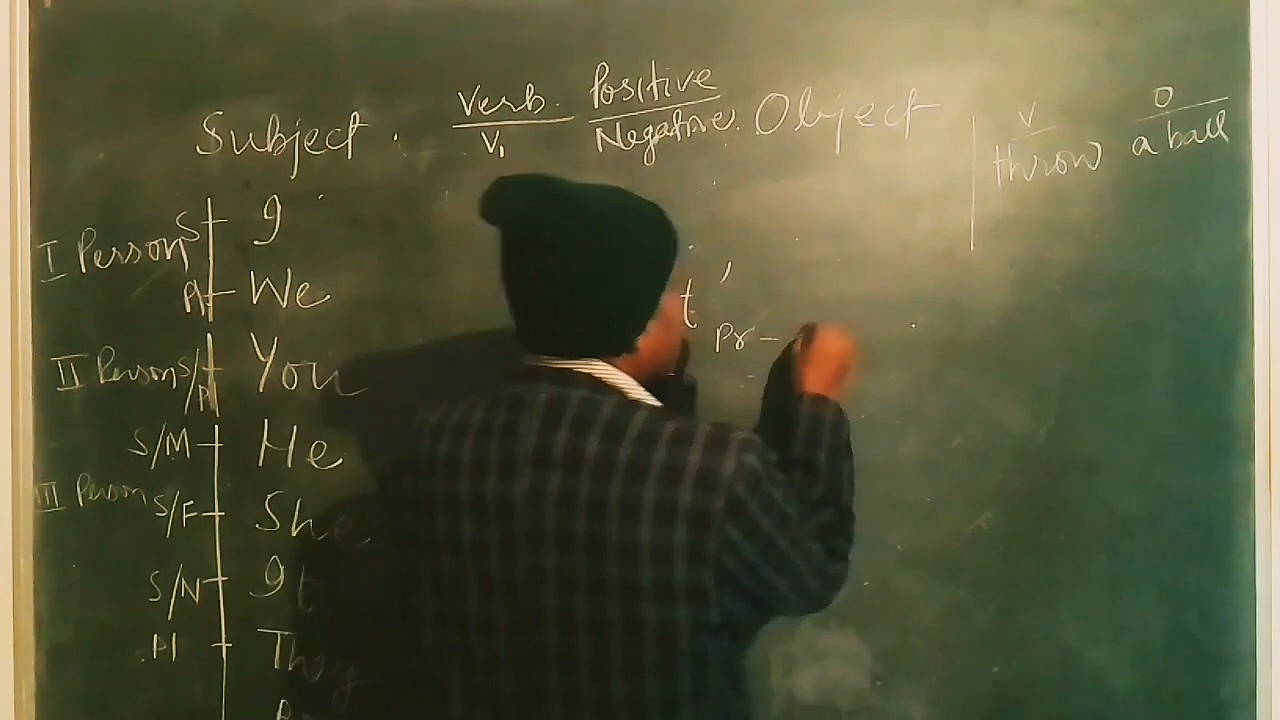 Subject. Verb. Positive Object V O
V₁ Negative. throw a ball
I Person S I
Pl We
t'
Pr -
II Person S/Pl You
S/M He
III Person S/F She
S/N It
Pl They